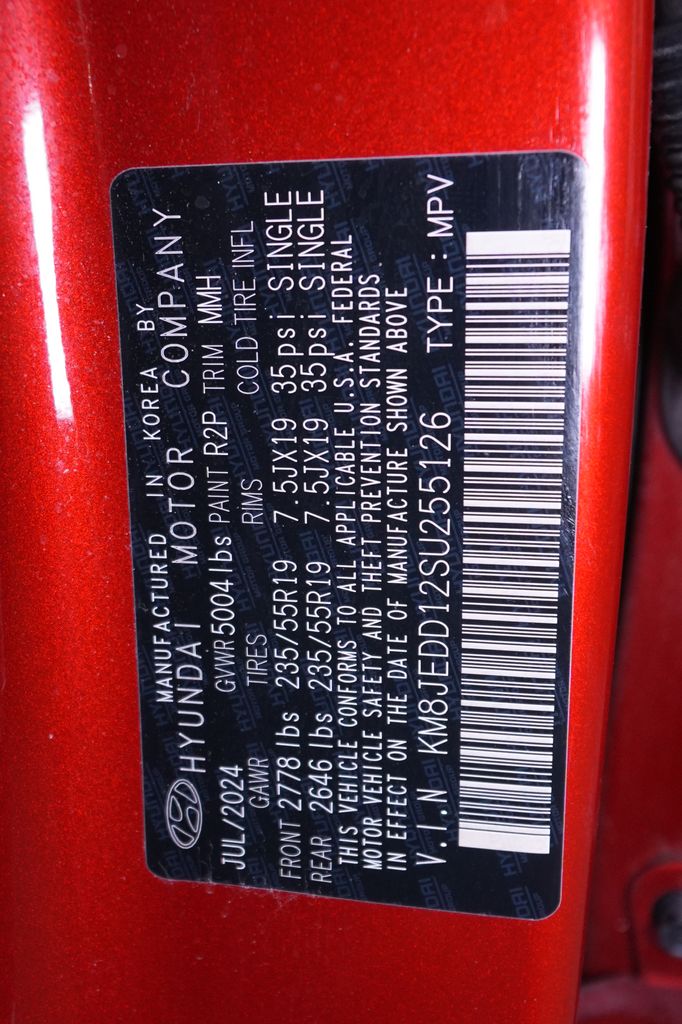 MANUFACTURED IN KOREA BY
HYUNDAI MOTOR COMPANY
JUL/2024 GVWR 5004lbs PAINT R2P TRIM MMH
GAWR TIRES RIMS COLD TIRE INFL
FRONT 2778 lbs 235/55R19 7.5JX19 35psi SINGLE
REAR 2646 lbs 235/55R19 7.5JX19 35psi SINGLE
THIS VEHICLE CONFORMS TO ALL APPLICABLE U.S.A. FEDERAL
MOTOR VEHICLE SAFETY AND THEFT PREVENTION STANDARDS
IN EFFECT ON THE DATE OF MANUFACTURE SHOWN ABOVE
V.I.N KM8JEDD12SU255126 TYPE : MPV